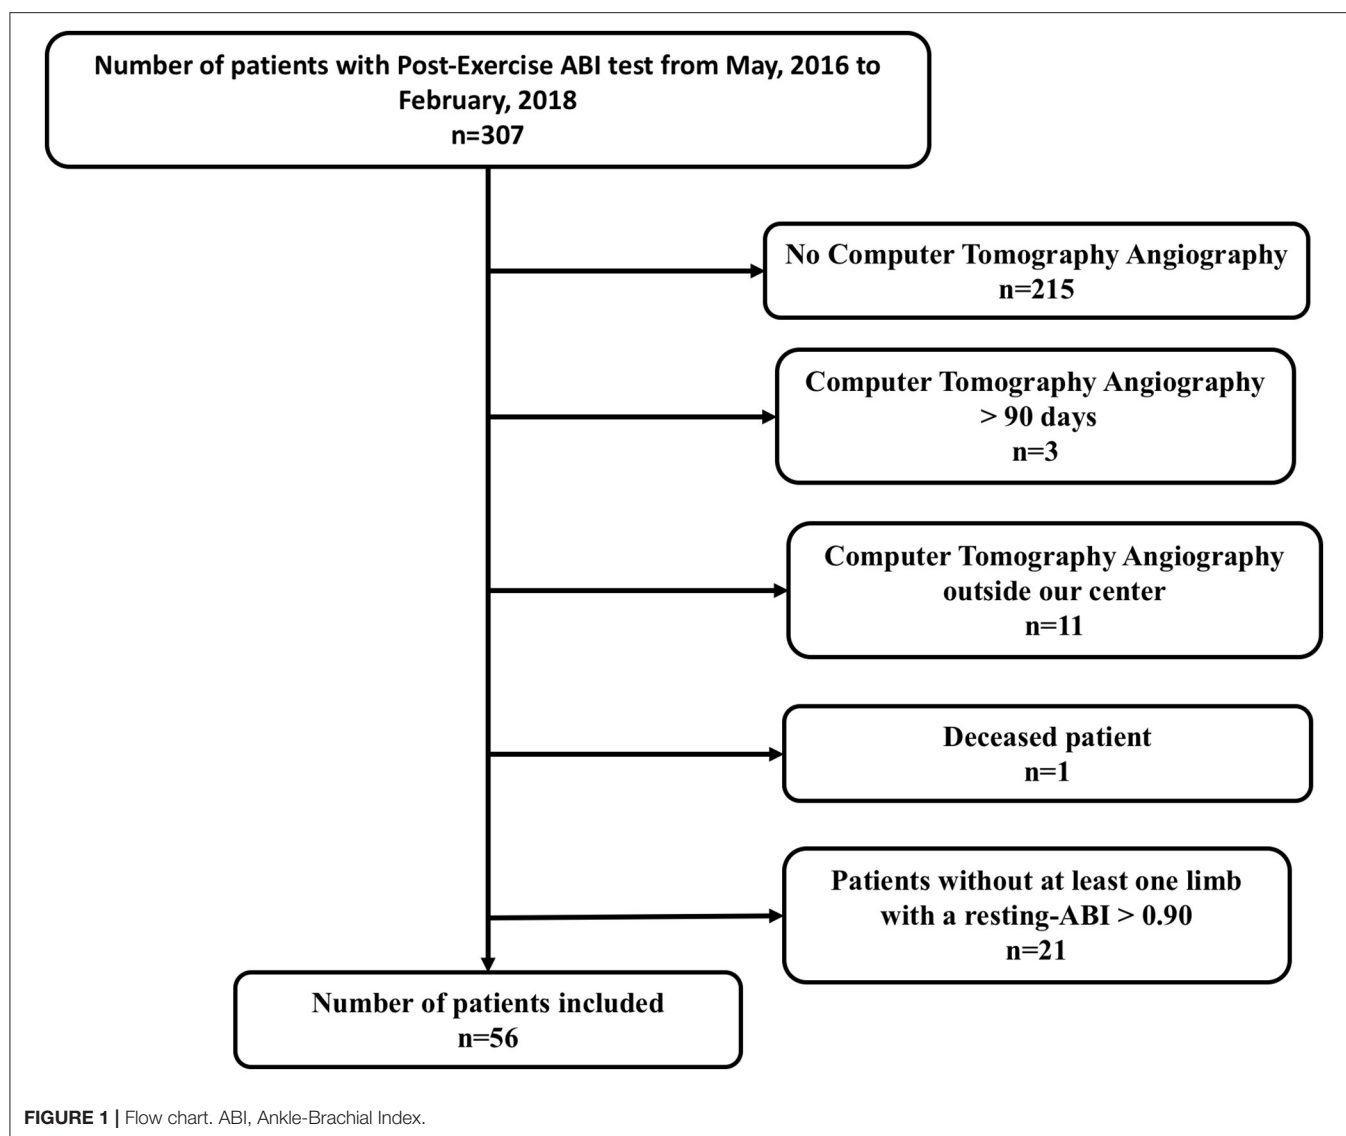 Number of patients with Post-Exercise ABI test from May, 2016 to
February, 2018
n=307
No Computer Tomography Angiography
n=215
Computer Tomography Angiography
> 90 days
n=3
Computer Tomography Angiography
outside our center
n=11
Deceased patient
n=1
Patients without at least one limb
with a resting-ABI > 0.90
n=21
Number of patients included
n=56
FIGURE 1 | Flow chart. ABI, Ankle-Brachial Index.